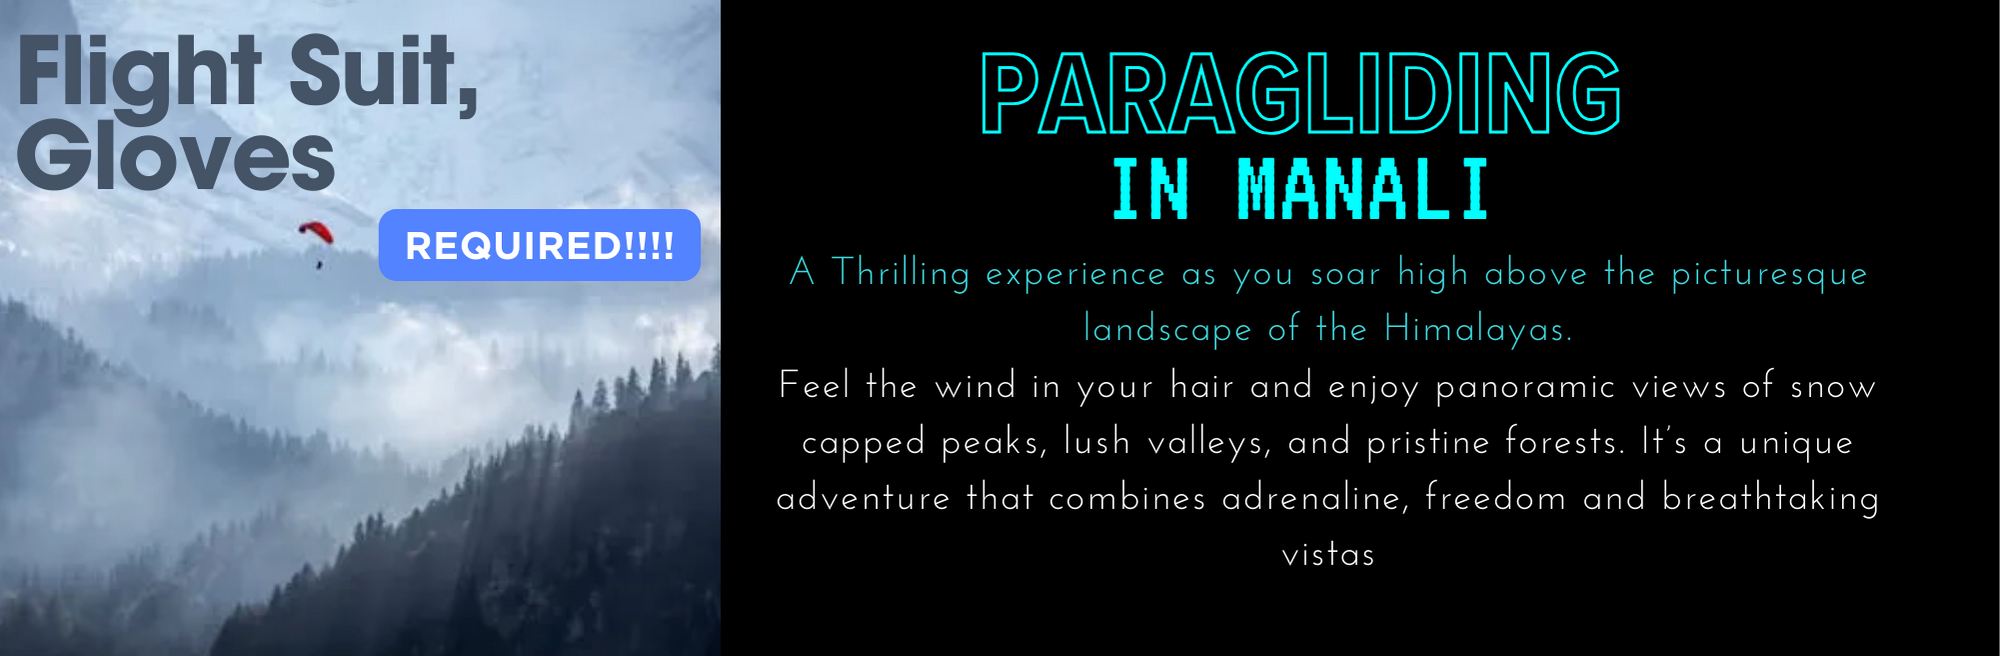 Flight Suit,
Gloves
REQUIRED!!!!
PARAGLIDING
IN MANALI
A Thrilling experience as you soar high above the picturesque
landscape of the Himalayas.
Feel the wind in your hair and enjoy panoramic views of snow
capped peaks, lush valleys, and pristine forests. It's a unique
adventure that combines adrenaline, freedom and breathtaking
vistas